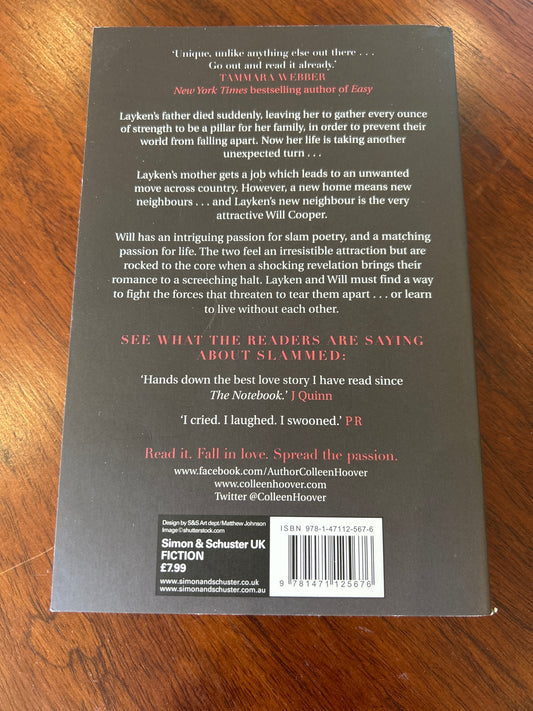 ‘Unique, unlike anything else out there . . .
Go out and read it already.’
TAMMARA WEBBER
New York Times bestselling author of Easy
Layken’s father died suddenly, leaving her to gather every ounce
of strength to be a pillar for her family, in order to prevent their
world from falling apart. Now her life is taking another
unexpected turn . . .
Layken’s mother gets a job which leads to an unwanted
move across country. However, a new home means new
neighbours . . . and Layken’s new neighbour is the very
attractive Will Cooper.
Will has an intriguing passion for slam poetry, and a matching
passion for life. The two feel an irresistible attraction but are
rocked to the core when a shocking revelation brings their
romance to a screeching halt. Layken and Will must find a way
to fight the forces that threaten to tear them apart . . . or learn
to live without each other.
SEE WHAT THE READERS ARE SAYING
ABOUT SLAMMED:
‘Hands down the best love story I have read since
The Notebook.’ J Quinn
‘I cried. I laughed. I swooned.’ P R
Read it. Fall in love. Spread the passion.
www.facebook.com/AuthorColleenHoover
www.colleenhoover.com
Twitter @ColleenHoover
Design by S&S Art dept/Matthew Johnson
Image ©shutterstock.com
Simon & Schuster UK
FICTION
£7.99
www.simonandschuster.co.uk
www.simonandschuster.com.au
ISBN 978-1-47112-567-6
9 781471 125676